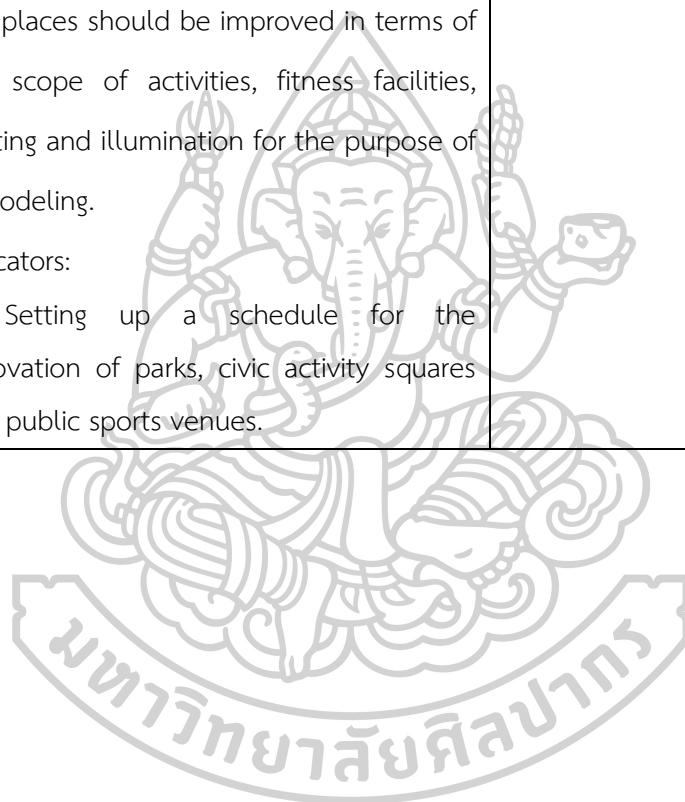 places should be improved in terms of
scope of activities, fitness facilities,
ting and illumination for the purpose of
odeling.
cators:
Setting up a schedule for the
ovation of parks, civic activity squares
public sports venues.
มหาวิทยาลัยศิลปากร